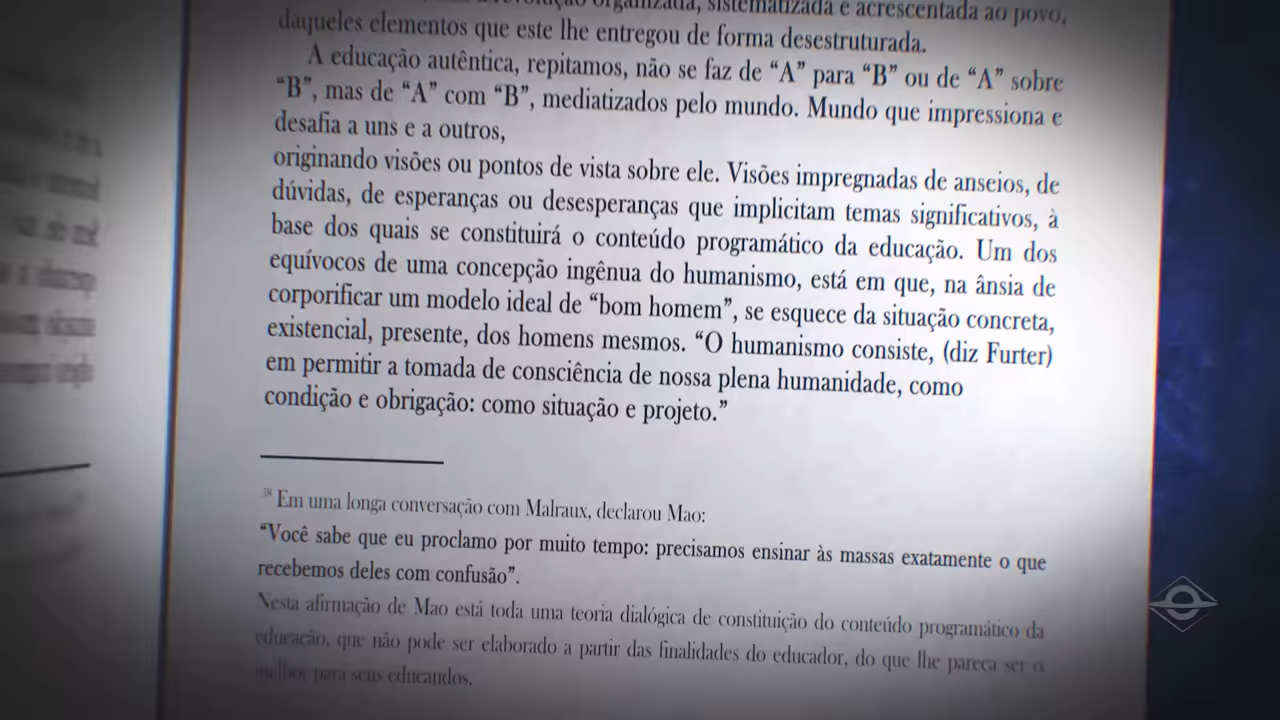 organizada, sistematizada e acrescentada ao povo,
daqueles elementos que este lhe entregou de forma desestruturada.
A educação autêntica, repitamos, não se faz de “A” para “B” ou de “A” sobre
“B”, mas de “A” com “B”, mediatizados pelo mundo. Mundo que impressiona e
desafia a uns e a outros,
originando visões ou pontos de vista sobre ele. Visões impregnadas de anseios, de
dúvidas, de esperanças ou desesperanças que implicitam temas significativos, à
base dos quais se constituirá o conteúdo programático da educação. Um dos
equívocos de uma concepção ingênua do humanismo, está em que, na ânsia de
corporificar um modelo ideal de “bom homem”, se esquece da situação concreta,
existencial, presente, dos homens mesmos. “O humanismo consiste, (diz Furter)
em permitir a tomada de consciência de nossa plena humanidade, como
condição e obrigação: como situação e projeto.”
Em uma longa conversação com Malraux, declarou Mao:
“Você sabe que eu proclamo por muito tempo: precisamos ensinar às massas exatamente o que
recebemos deles com confusão”.
Nesta afirmação de Mao está toda uma teoria dialógica de constituição do conteúdo programático da
educação, que não pode ser elaborado a partir das finalidades do educador, do que lhe pareça ser o
melhor para seus educandos.